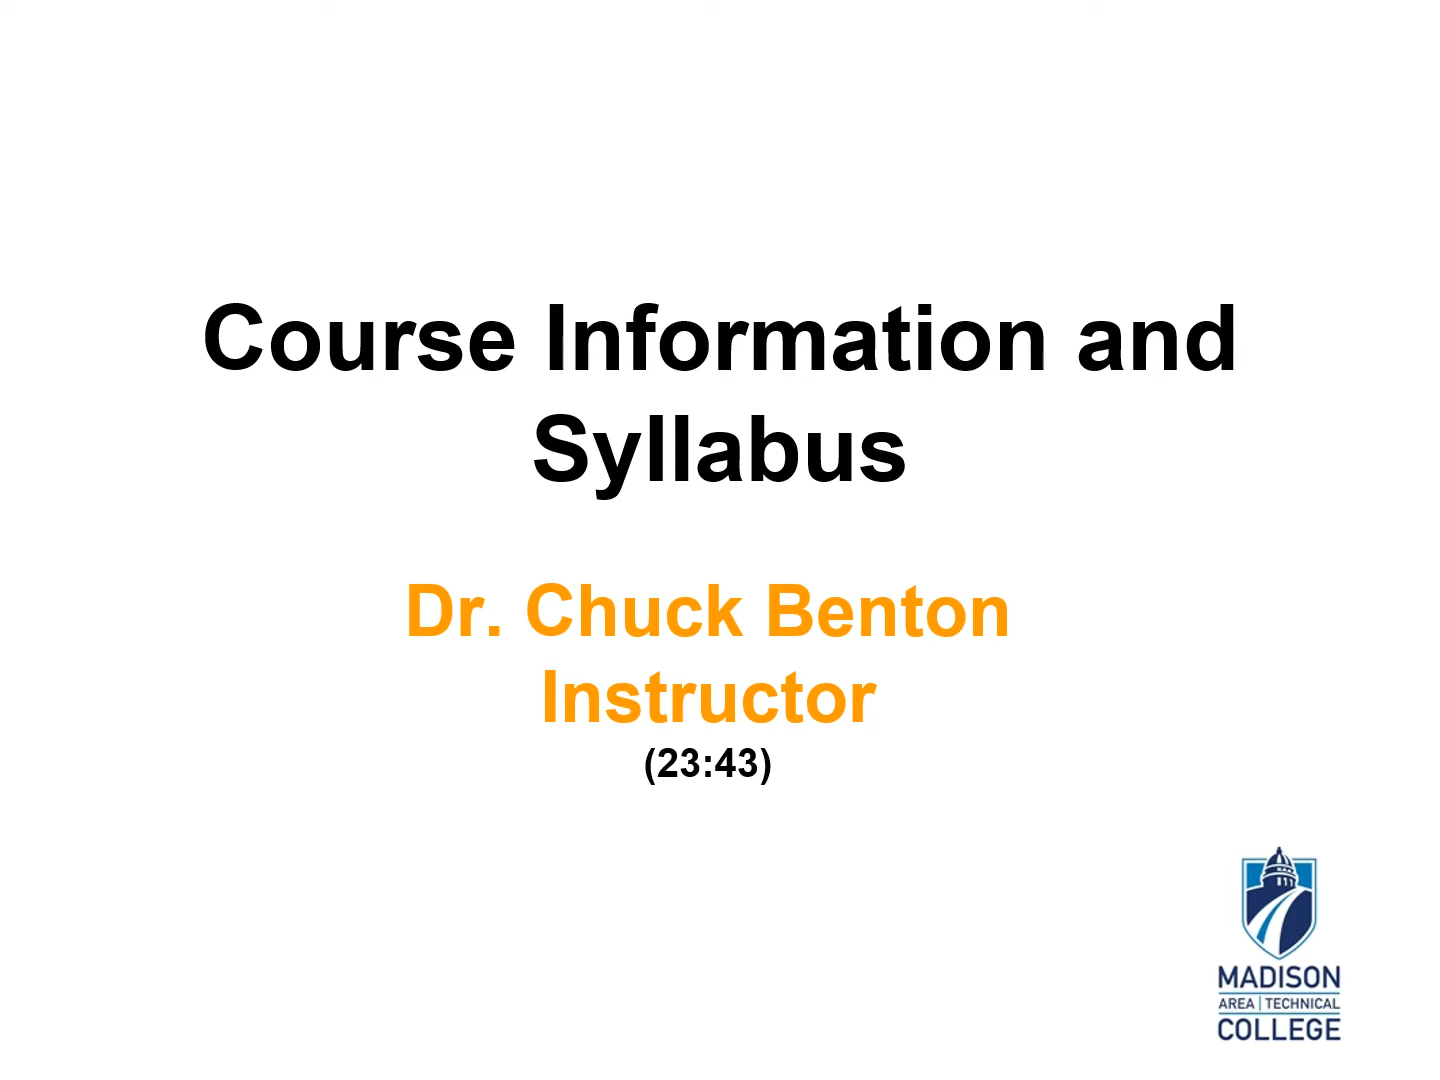 Course Information and
Syllabus
Dr. Chuck Benton
Instructor
(23:43)
MADISON
AREA | TECHNICAL
COLLEGE